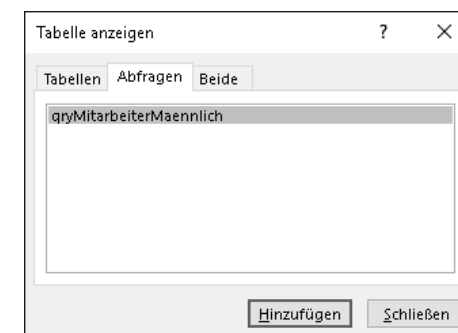 Tabelle anzeigen ? ×
Tabellen Abfragen Beide
qryMitarbeiterMaennlich
Hinzufügen Schließen